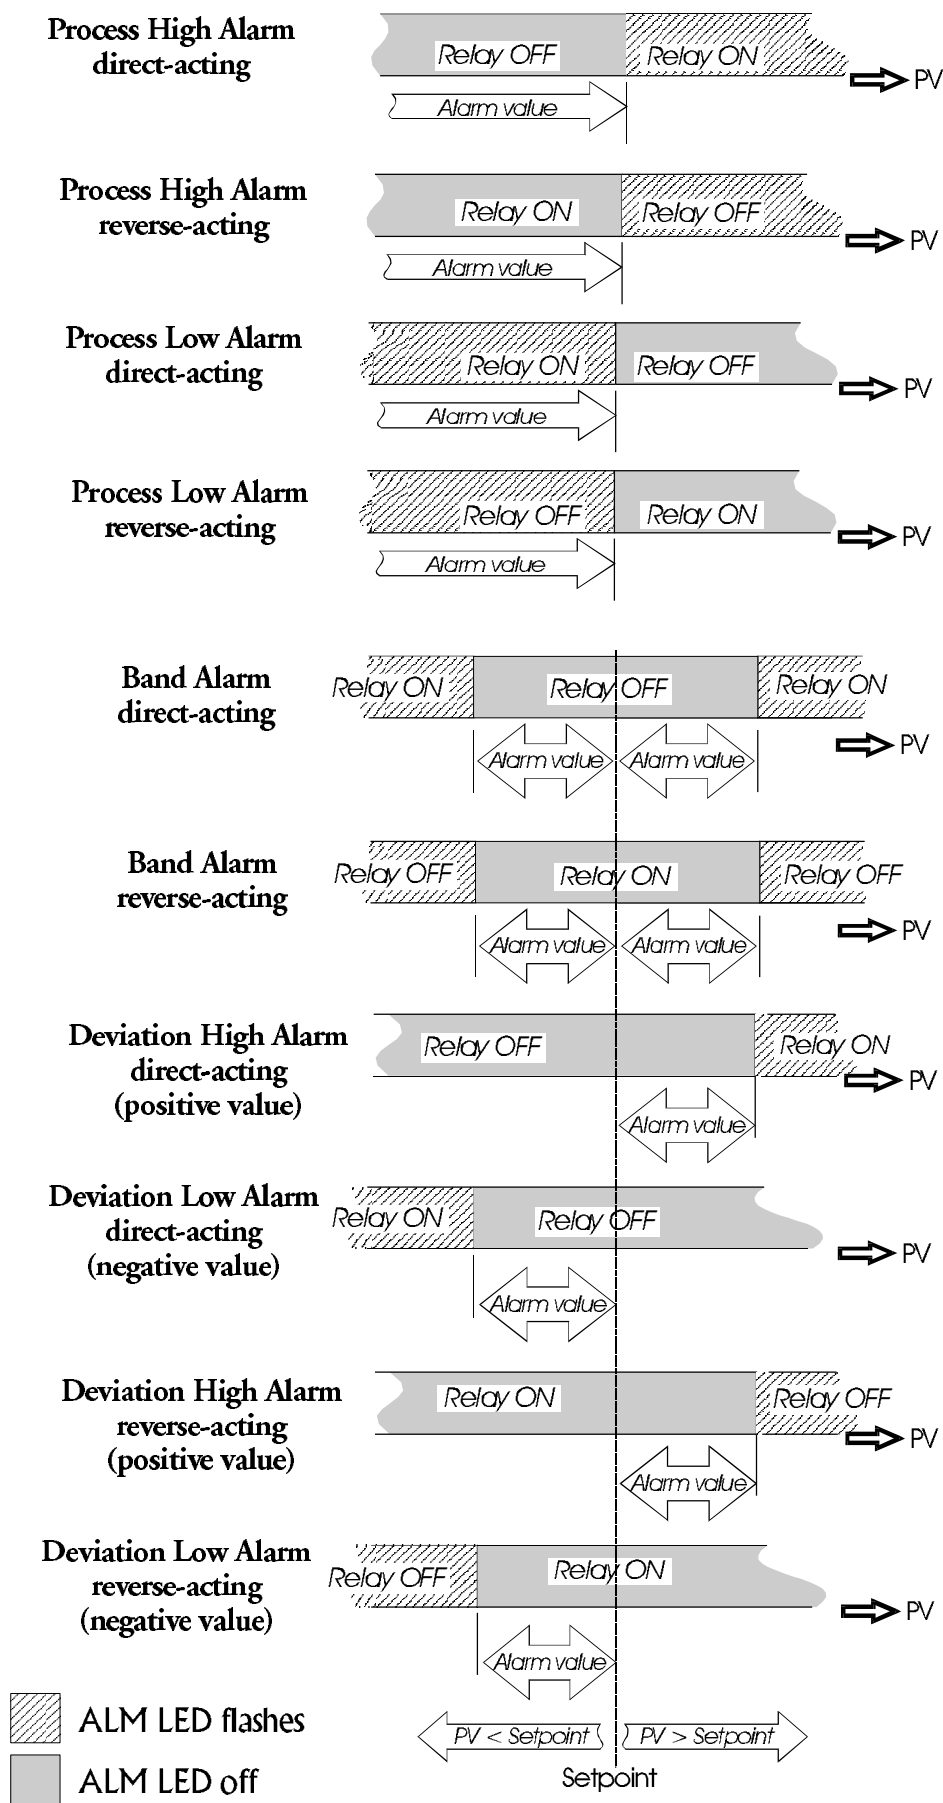 Process High Alarm
direct-acting
Relay OFF
Relay ON
PV
Alarm value
Process High Alarm
reverse-acting
Relay ON
Relay OFF
PV
Alarm value
Process Low Alarm
direct-acting
Relay ON
Relay OFF
PV
Alarm value
Process Low Alarm
reverse-acting
Relay OFF
Relay ON
PV
Alarm value
Band Alarm
direct-acting
Relay ON
Relay OFF
Relay ON
PV
Alarm value
Alarm value
Band Alarm
reverse-acting
Relay OFF
Relay ON
Relay OFF
PV
Alarm value
Alarm value
Deviation High Alarm
direct-acting
(positive value)
Relay OFF
Relay ON
PV
Alarm value
Deviation Low Alarm
direct-acting
(negative value)
Relay ON
Relay OFF
PV
Alarm value
Deviation High Alarm
reverse-acting
(positive value)
Relay ON
Relay OFF
PV
Alarm value
Deviation Low Alarm
reverse-acting
(negative value)
Relay OFF
Relay ON
PV
Alarm value
ALM LED flashes
ALM LED off
PV < Setpoint
PV > Setpoint
Setpoint